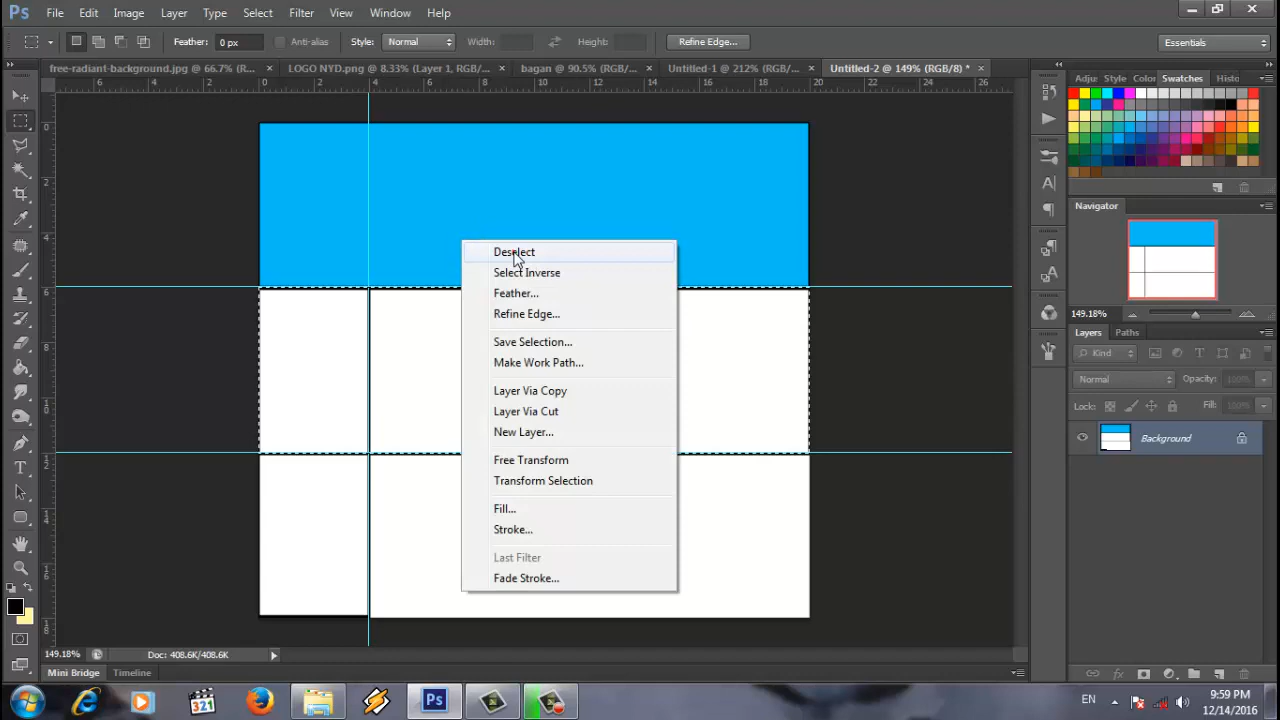 Ps File Edit Image Layer Type Select Filter View Window Help
Feather: 0 px Anti-alias Style: Normal Width: Height: Refine Edge... Essentials
free-radiant-background.jpg @ 66.7% (R... × LOGO NYD.png @ 8.33% (Layer 1, RGB/... × bagan @ 90.5% (RGB/... × Untitled-1 @ 212% (RGB/... × Untitled-2 @ 149% (RGB/8) * ×
Adju Style Color Swatches Histo
Navigator
149.18%
Layers Paths
Kind
Normal Opacity: 100%
Lock: Fill: 100%
Background
Deselect
Select Inverse
Feather...
Refine Edge...
Save Selection...
Make Work Path...
Layer Via Copy
Layer Via Cut
New Layer...
Free Transform
Transform Selection
Fill...
Stroke...
Last Filter
Fade Stroke...
149.18% Doc: 408.6K/408.6K
Mini Bridge Timeline
321 Ps EN 9:59 PM
12/14/2016